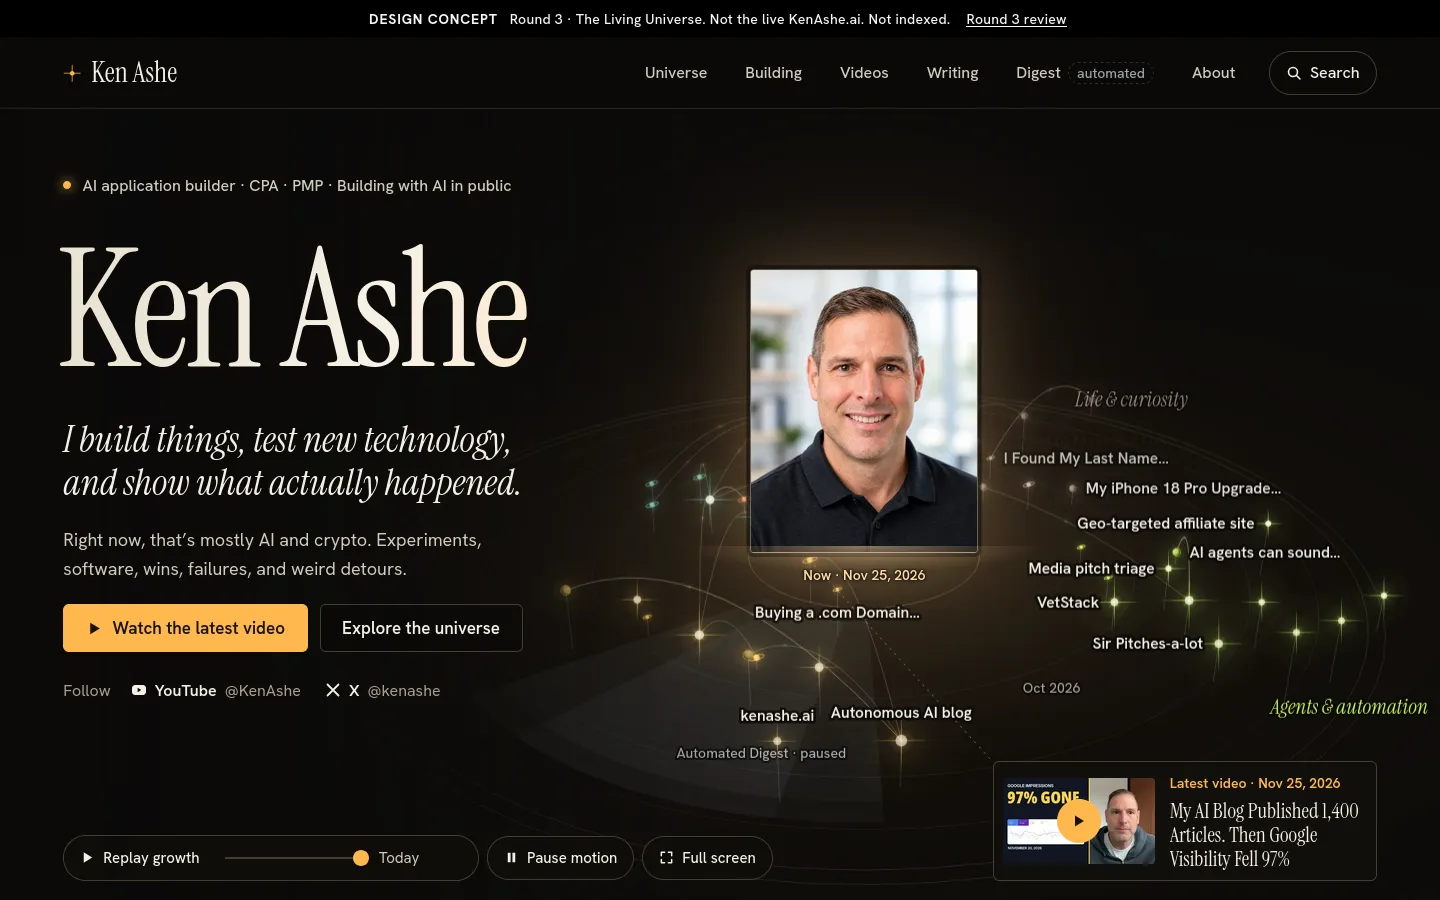 DESIGN CONCEPT Round 3 · The Living Universe. Not the live KenAshe.ai. Not indexed. Round 3 review
Ken Ashe
Universe Building Videos Writing Digest automated About Search
AI application builder · CPA · PMP · Building with AI in public
Ken Ashe
I build things, test new technology,
and show what actually happened.
Right now, that's mostly AI and crypto. Experiments,
software, wins, failures, and weird detours.
Watch the latest video Explore the universe
Follow YouTube @KenAshe X @kenashe
Life & curiosity
I Found My Last Name...
My iPhone 18 Pro Upgrade...
Geo-targeted affiliate site
AI agents can sound...
Media pitch triage
Now · Nov 25, 2026
VetStack
Buying a .com Domain...
Sir Pitches-a-lot
Oct 2026
Agents & automation
kenashe.ai Autonomous AI blog
Automated Digest · paused
GOOGLE IMPRESSIONS
97% GONE
NOVEMBER 25, 2026
Latest video · Nov 25, 2026
My AI Blog Published 1,400
Articles. Then Google
Visibility Fell 97%
Replay growth Today Pause motion Full screen